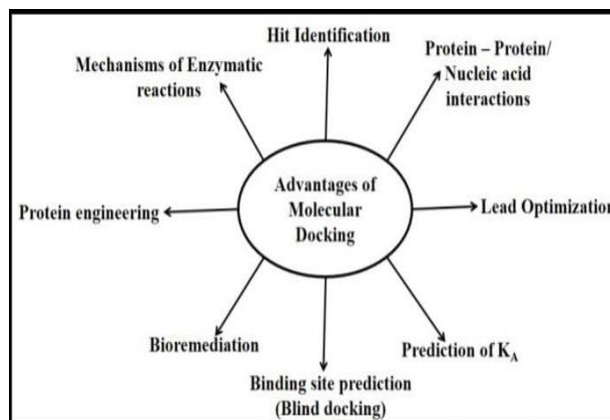 Hit Identification
Protein – Protein/
Nucleic acid
interactions
Mechanisms of Enzymatic
reactions
Advantages of
Molecular
Docking
Protein engineering
Lead Optimization
Bioremediation
Prediction of K_A
Binding site prediction
(Blind docking)